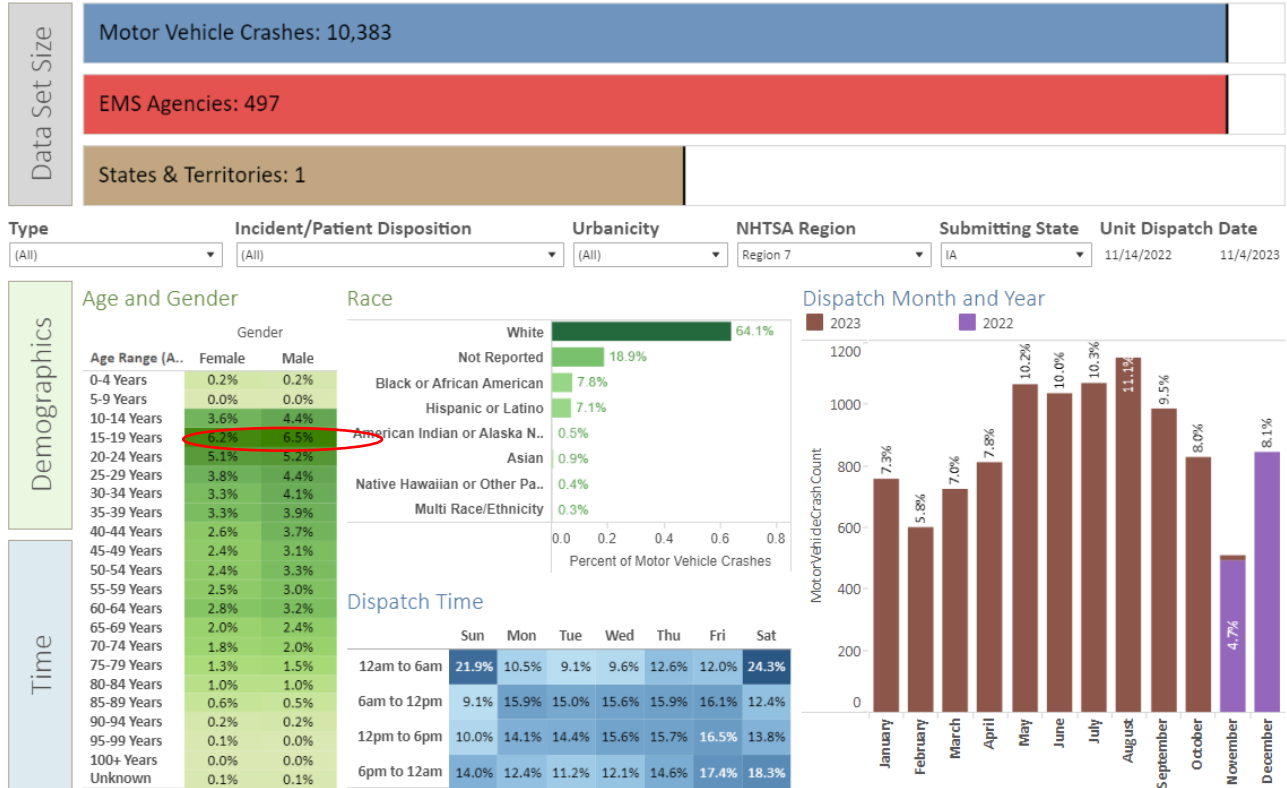 Data Set Size
Motor Vehicle Crashes: 10,383
EMS Agencies: 497
States & Territories: 1
Type Incident/Patient Disposition Urbanicity NHTSA Region Submitting State Unit Dispatch Date
(All) (All) (All) Region 7 IA 11/14/2022 11/4/2023
Demographics
Age and Gender
Gender
Age Range (A.. Female Male
0-4 Years 0.2% 0.2%
5-9 Years 0.0% 0.0%
10-14 Years 3.6% 4.4%
15-19 Years 6.2% 6.5%
20-24 Years 5.1% 5.2%
25-29 Years 3.8% 4.4%
30-34 Years 3.3% 4.1%
35-39 Years 3.3% 3.9%
40-44 Years 2.6% 3.7%
45-49 Years 2.4% 3.1%
50-54 Years 2.4% 3.3%
55-59 Years 2.5% 3.0%
60-64 Years 2.8% 3.2%
65-69 Years 2.0% 2.4%
70-74 Years 1.8% 2.0%
75-79 Years 1.3% 1.5%
80-84 Years 1.0% 1.0%
85-89 Years 0.6% 0.5%
90-94 Years 0.2% 0.2%
95-99 Years 0.1% 0.0%
100+ Years 0.0% 0.0%
Unknown 0.1% 0.1%
Race
White 64.1%
Not Reported 18.9%
Black or African American 7.8%
Hispanic or Latino 7.1%
American Indian or Alaska N.. 0.5%
Asian 0.9%
Native Hawaiian or Other Pa.. 0.4%
Multi Race/Ethnicity 0.3%
0.0 0.2 0.4 0.6 0.8
Percent of Motor Vehicle Crashes
Time
Dispatch Time
Sun Mon Tue Wed Thu Fri Sat
12am to 6am 21.9% 10.5% 9.1% 9.6% 12.6% 12.0% 24.3%
6am to 12pm 9.1% 15.9% 15.0% 15.6% 15.9% 16.1% 12.4%
12pm to 6pm 10.0% 14.1% 14.4% 15.6% 15.7% 16.5% 13.8%
6pm to 12am 14.0% 12.4% 11.2% 12.1% 14.6% 17.4% 18.3%
Dispatch Month and Year
2023 2022
MotorVehicleCrashCount
1200
1000
800
600
400
200
0
7.3% 5.8% 7.0% 7.8% 10.2% 10.0% 10.3% 11.1% 9.5% 8.0% 4.7% 8.1%
January February March April May June July August September October November December